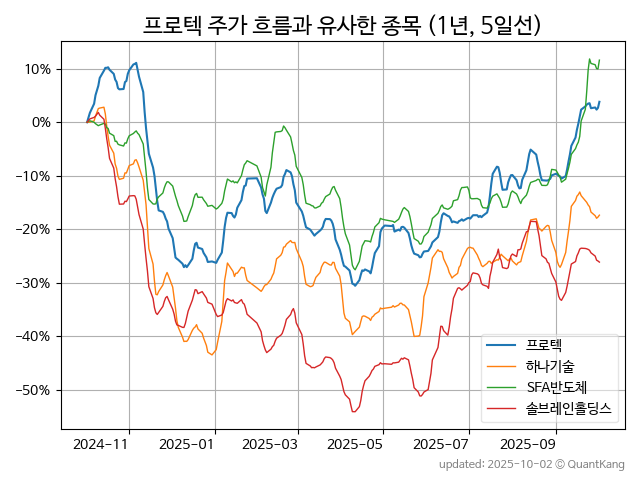 프로텍 주가 흐름과 유사한 종목 (1년, 5일선)
10%
0%
−10%
−20%
−30%
−40%
−50%
프로텍
하나기술
SFA반도체
솔브레인홀딩스
2024-11 2025-01 2025-03 2025-05 2025-07 2025-09
updated: 2025-10-02 © QuantKang